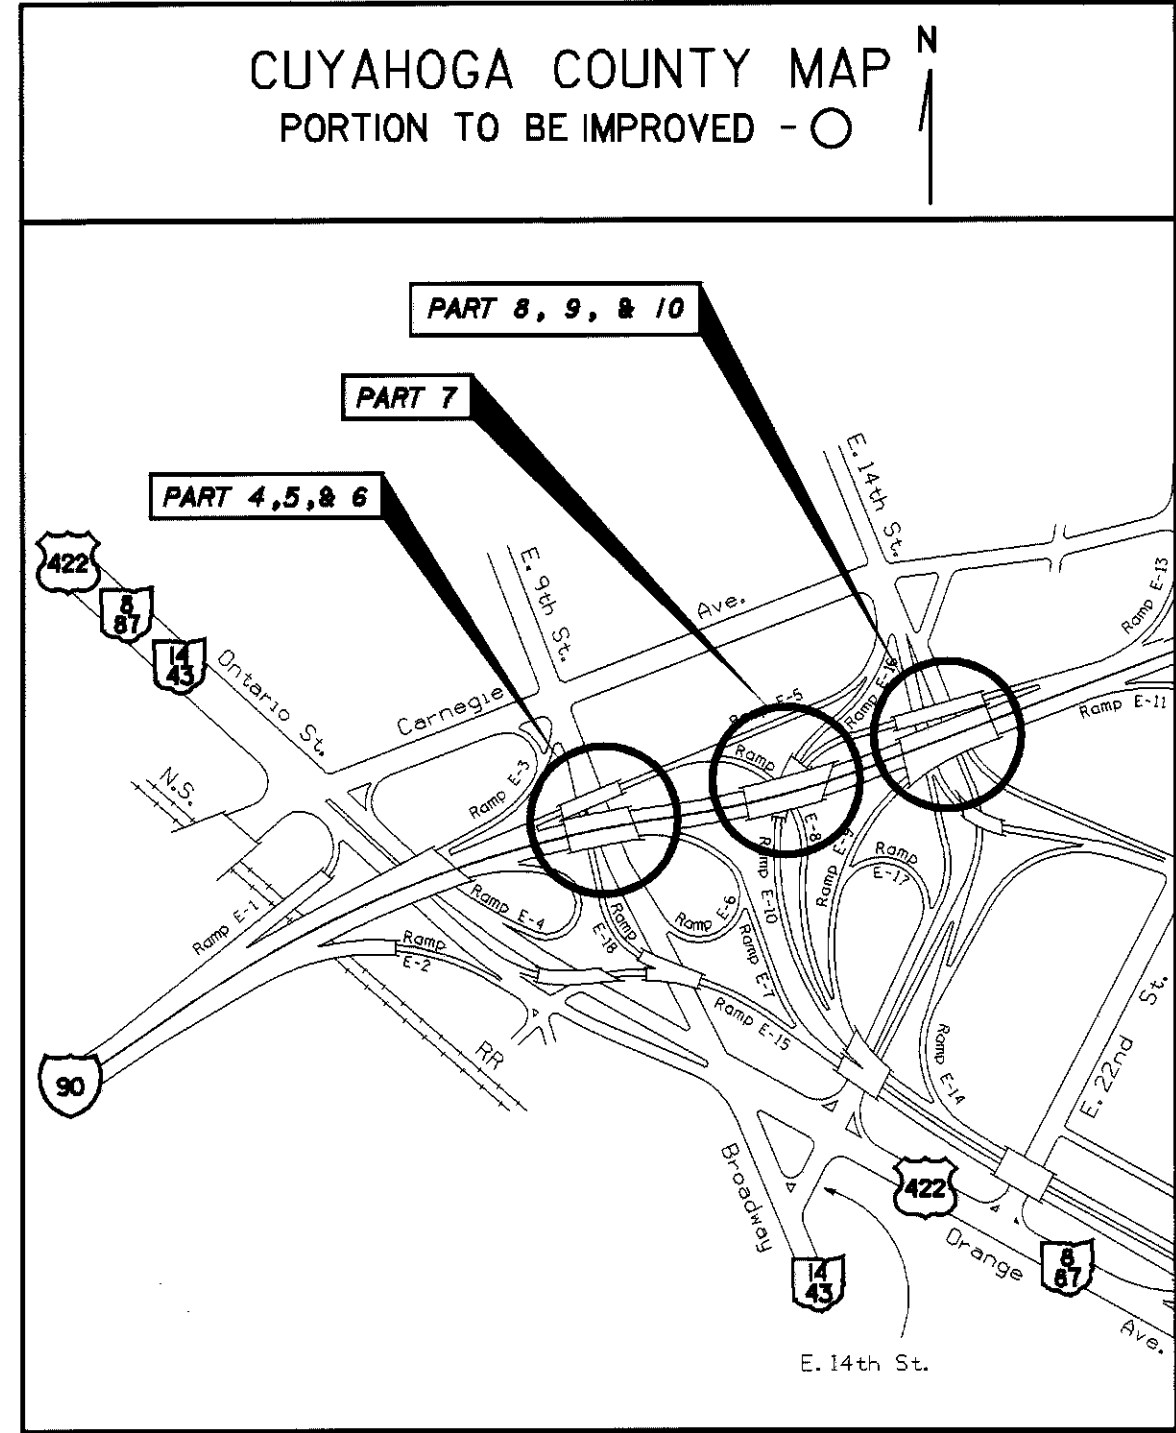 CUYAHOGA COUNTY MAP
N
PORTION TO BE IMPROVED -
PART 8, 9, & 10
PART 7
PART 4,5,& 6
E. 14th St.
422
8
87
14
43
Ontario St.
E. 9th St.
Ave.
Carnegie
Ramp E-13
N.S.
Ramp E-3
Ramp E-5
Ramp E-16
Ramp E-11
Ramp
E-8
Ramp E-9
Ramp
E-17
Ramp E-10
Ramp E-1
Ramp E-4
Ramp
E-18
Ramp E-6
Ramp E-7
Ramp
E-2
Ramp E-15
RR
90
Ramp E-14
E. 22nd St.
Broadway
422
Orange Ave.
8
87
14
43
E. 14th St.